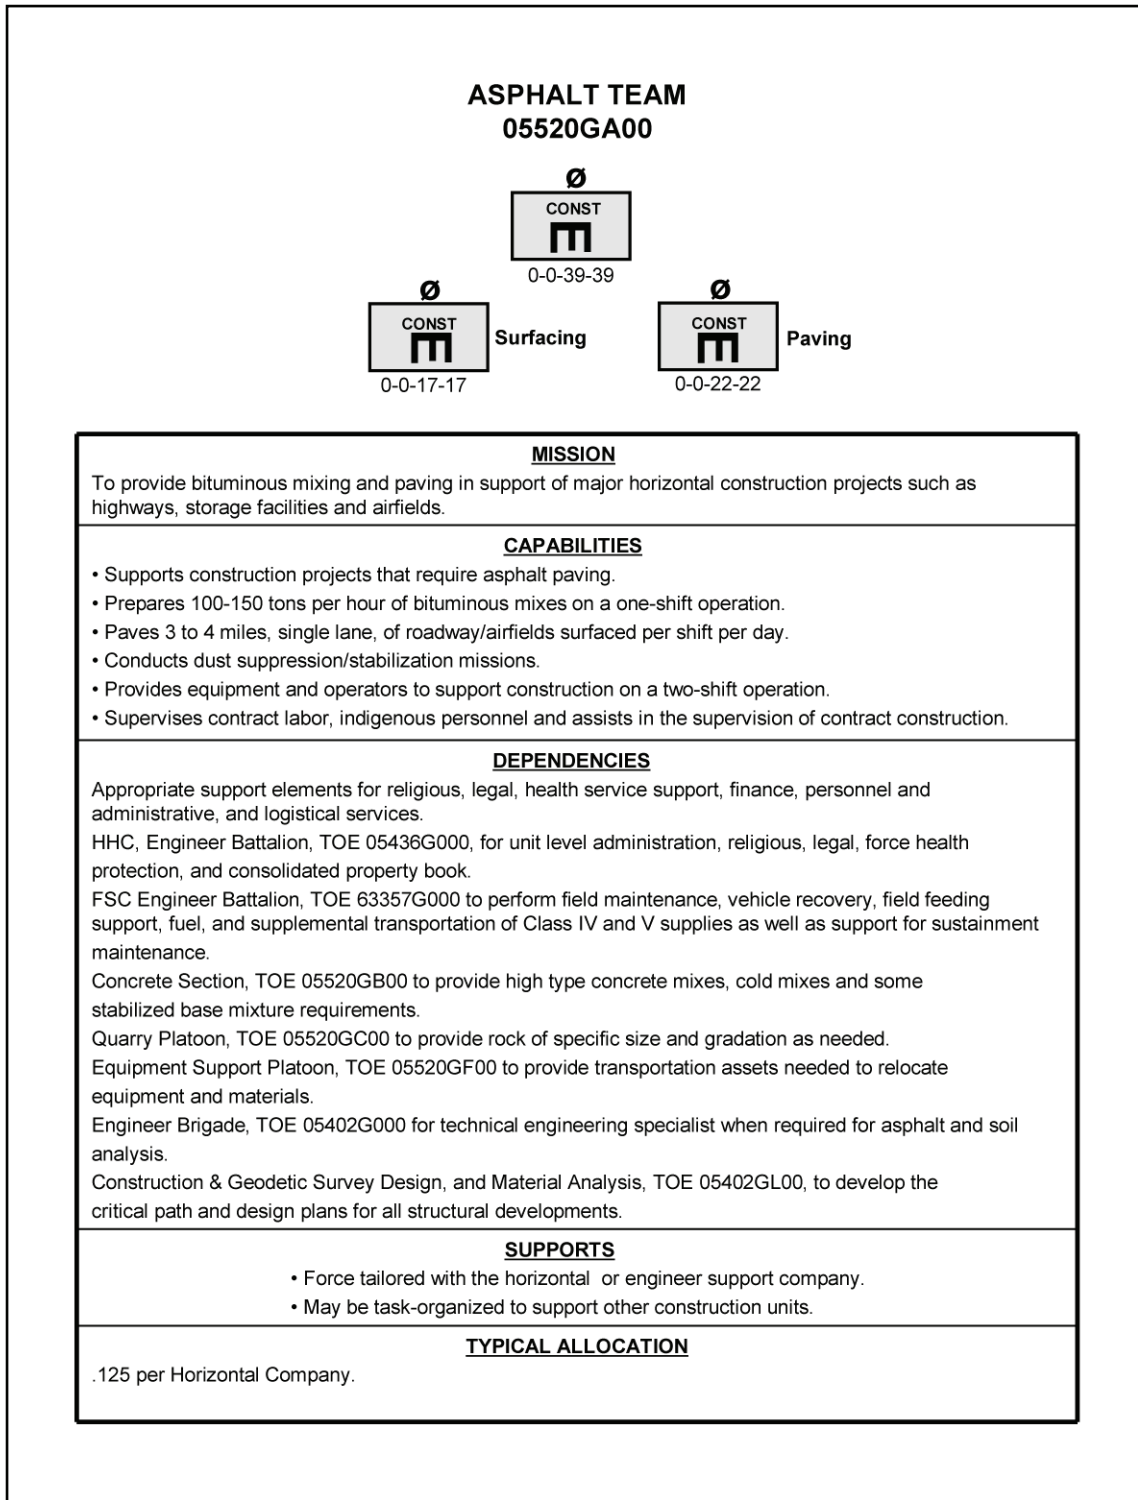 ASPHALT TEAM
05520GA00
Ø
CONST
0-0-39-39
Ø
CONST
Surfacing
0-0-17-17
Ø
CONST
Paving
0-0-22-22
MISSION
To provide bituminous mixing and paving in support of major horizontal construction projects such as
highways, storage facilities and airfields.
CAPABILITIES
• Supports construction projects that require asphalt paving.
• Prepares 100-150 tons per hour of bituminous mixes on a one-shift operation.
• Paves 3 to 4 miles, single lane, of roadway/airfields surfaced per shift per day.
• Conducts dust suppression/stabilization missions.
• Provides equipment and operators to support construction on a two-shift operation.
• Supervises contract labor, indigenous personnel and assists in the supervision of contract construction.
DEPENDENCIES
Appropriate support elements for religious, legal, health service support, finance, personnel and
administrative, and logistical services.
HHC, Engineer Battalion, TOE 05436G000, for unit level administration, religious, legal, force health
protection, and consolidated property book.
FSC Engineer Battalion, TOE 63357G000 to perform field maintenance, vehicle recovery, field feeding
support, fuel, and supplemental transportation of Class IV and V supplies as well as support for sustainment
maintenance.
Concrete Section, TOE 05520GB00 to provide high type concrete mixes, cold mixes and some
stabilized base mixture requirements.
Quarry Platoon, TOE 05520GC00 to provide rock of specific size and gradation as needed.
Equipment Support Platoon, TOE 05520GF00 to provide transportation assets needed to relocate
equipment and materials.
Engineer Brigade, TOE 05402G000 for technical engineering specialist when required for asphalt and soil
analysis.
Construction & Geodetic Survey Design, and Material Analysis, TOE 05402GL00, to develop the
critical path and design plans for all structural developments.
SUPPORTS
• Force tailored with the horizontal  or engineer support company.
• May be task-organized to support other construction units.
TYPICAL ALLOCATION
.125 per Horizontal Company.